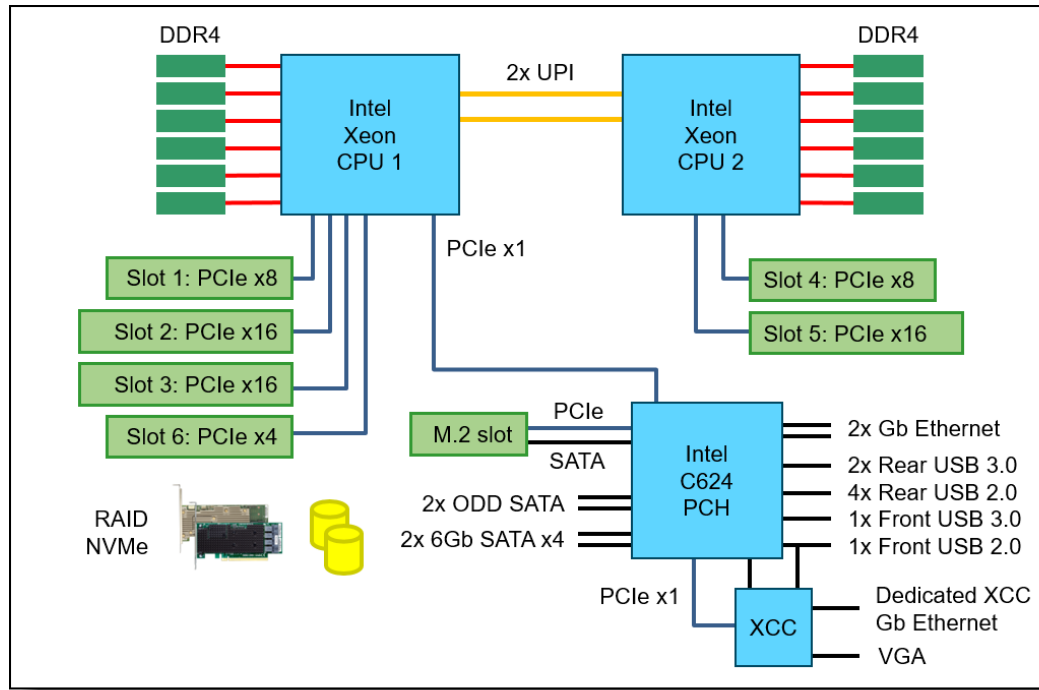 DDR4
DDR4
2x UPI
Intel
Xeon
CPU 1
Intel
Xeon
CPU 2
PCIe x1
Slot 1: PCIe x8
Slot 2: PCIe x16
Slot 3: PCIe x16
Slot 6: PCIe x4
Slot 4: PCIe x8
Slot 5: PCIe x16
PCIe
M.2 slot
SATA
Intel
C624
PCH
2x ODD SATA
2x 6Gb SATA x4
2x Gb Ethernet
2x Rear USB 3.0
4x Rear USB 2.0
1x Front USB 3.0
1x Front USB 2.0
RAID
NVMe
PCIe x1
XCC
Dedicated XCC
Gb Ethernet
VGA